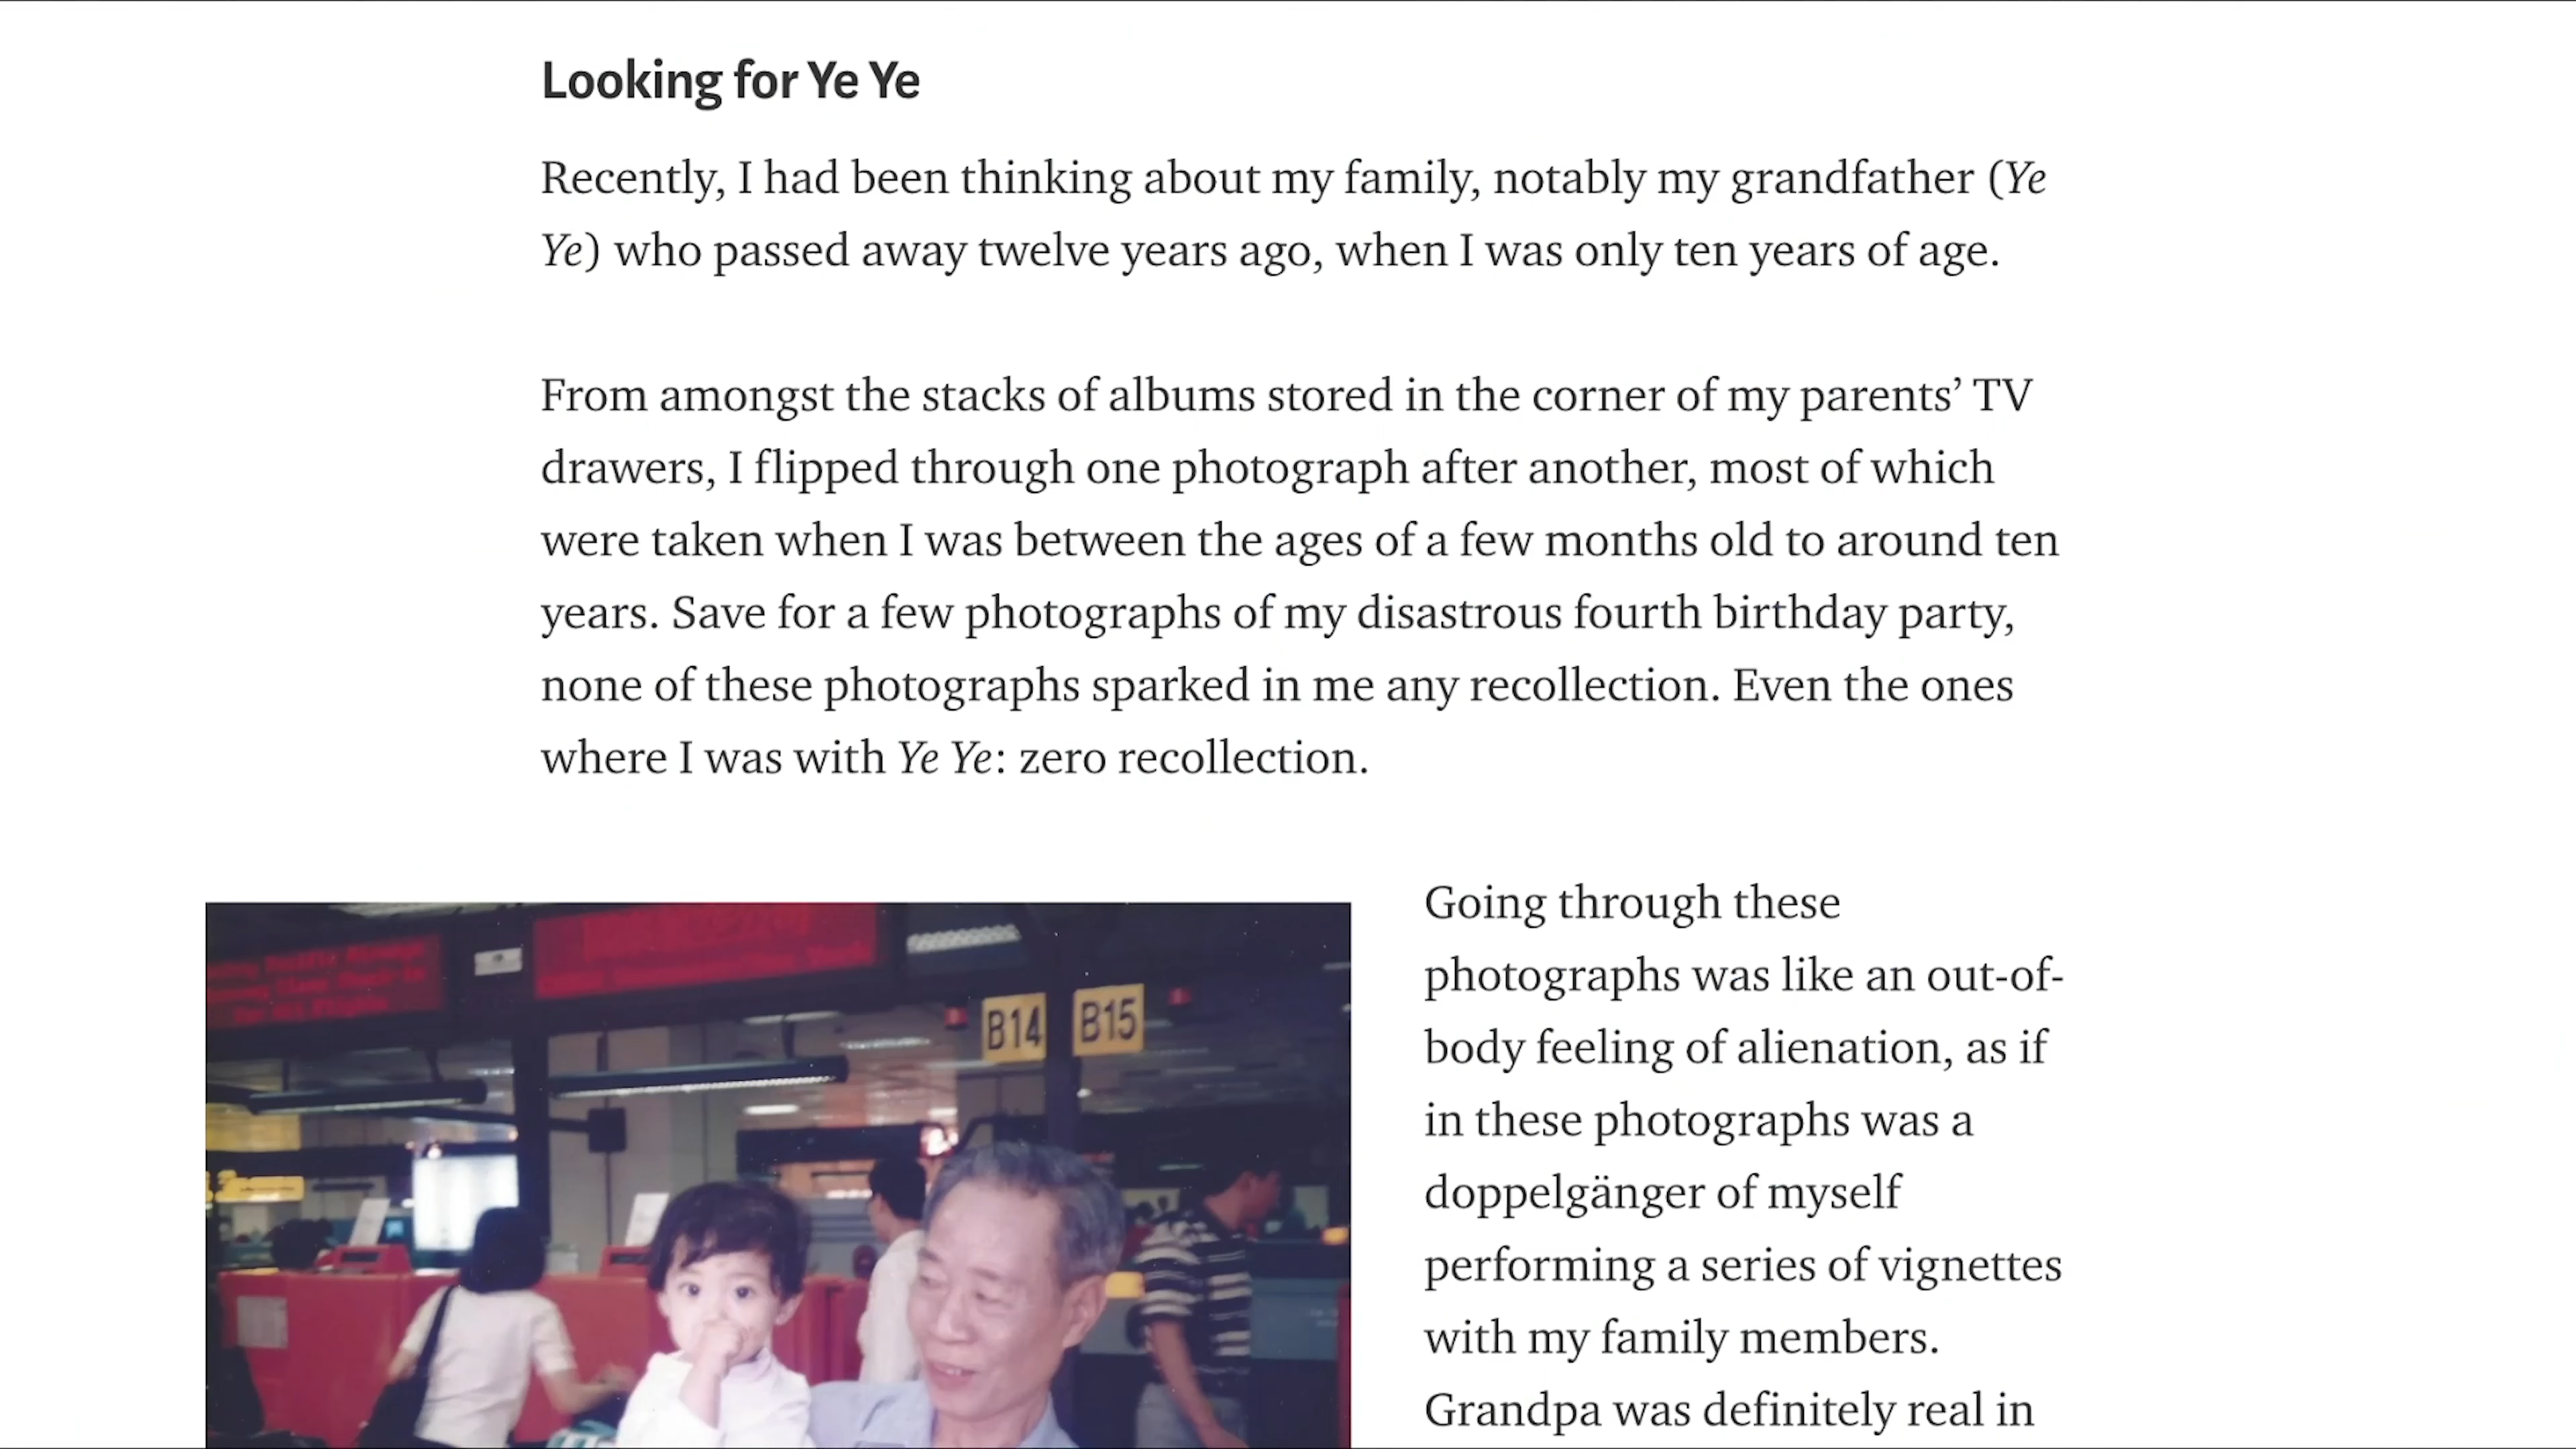 Looking for Ye Ye
Recently, I had been thinking about my family, notably my grandfather (Ye
Ye) who passed away twelve years ago, when I was only ten years of age.
From amongst the stacks of albums stored in the corner of my parents’ TV
drawers, I flipped through one photograph after another, most of which
were taken when I was between the ages of a few months old to around ten
years. Save for a few photographs of my disastrous fourth birthday party,
none of these photographs sparked in me any recollection. Even the ones
where I was with Ye Ye: zero recollection.
B14 B15
Going through these
photographs was like an out-of-
body feeling of alienation, as if
in these photographs was a
doppelgänger of myself
performing a series of vignettes
with my family members.
Grandpa was definitely real in